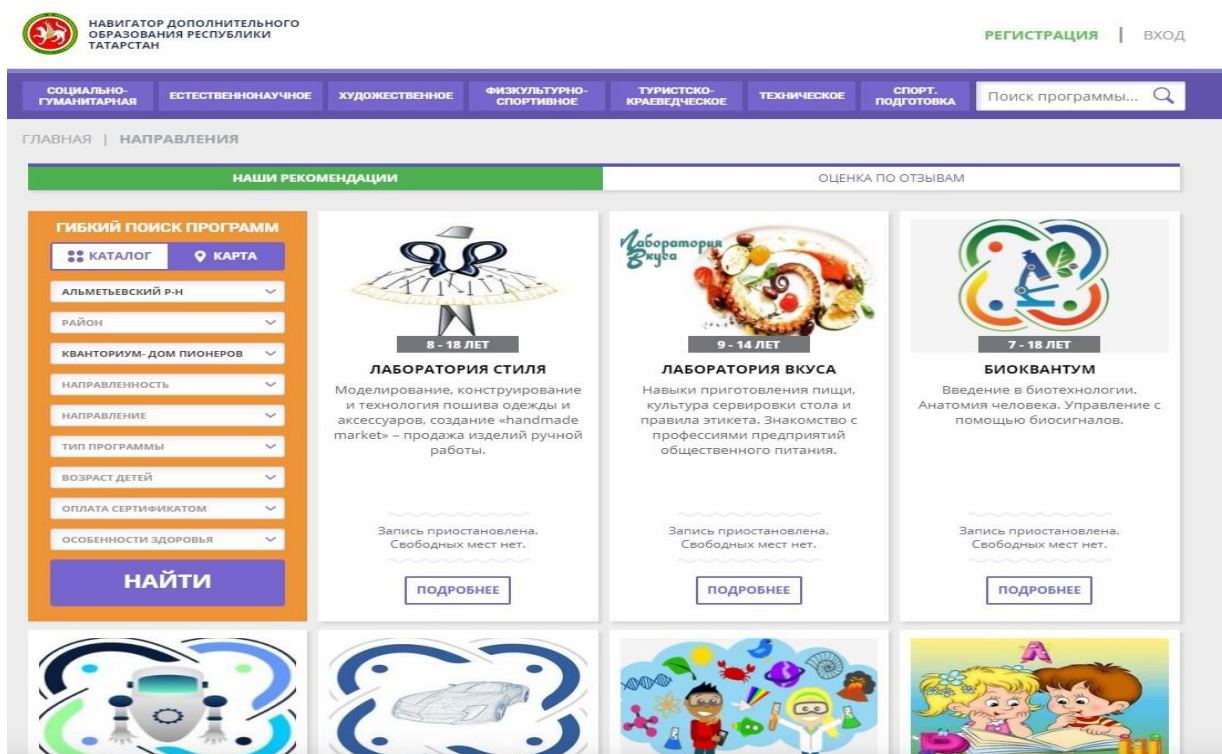 НАВИГАТОР ДОПОЛНИТЕЛЬНОГО
ОБРАЗОВАНИЯ РЕСПУБЛИКИ
ТАТАРСТАН
РЕГИСТРАЦИЯ | ВХОД
СОЦИАЛЬНО-
ГУМАНИТАРНАЯ
ЕСТЕСТВЕННОНАУЧНОЕ
ХУДОЖЕСТВЕННОЕ
ФИЗКУЛЬТУРНО-
СПОРТИВНОЕ
ТУРИСТСКО-
КРАЕВЕДЧЕСКОЕ
ТЕХНИЧЕСКОЕ
СПОРТ.
ПОДГОТОВКА
Поиск программы...
ГЛАВНАЯ | НАПРАВЛЕНИЯ
НАШИ РЕКОМЕНДАЦИИ
ОЦЕНКА ПО ОТЗЫВАМ
ГИБКИЙ ПОИСК ПРОГРАММ
КАТАЛОГ
КАРТА
АЛЬМЕТЬЕВСКИЙ Р-Н
РАЙОН
КВАНТОРИУМ- ДОМ ПИОНЕРОВ
НАПРАВЛЕННОСТЬ
НАПРАВЛЕНИЕ
ТИП ПРОГРАММЫ
ВОЗРАСТ ДЕТЕЙ
ОПЛАТА СЕРТИФИКАТОМ
ОСОБЕННОСТИ ЗДОРОВЬЯ
НАЙТИ
8 - 18 ЛЕТ
ЛАБОРАТОРИЯ СТИЛЯ
Моделирование, конструирование
и технология пошива одежды и
аксессуаров, создание «handmade
market» – продажа изделий ручной
работы.
Запись приостановлена.
Свободных мест нет.
ПОДРОБНЕЕ
Лаборатория
Вкуса
9 - 14 ЛЕТ
ЛАБОРАТОРИЯ ВКУСА
Навыки приготовления пищи,
культура сервировки стола и
правила этикета. Знакомство с
профессиями предприятий
общественного питания.
Запись приостановлена.
Свободных мест нет.
ПОДРОБНЕЕ
7 - 18 ЛЕТ
БИОКВАНТУМ
Введение в биотехнологии.
Анатомия человека. Управление с
помощью биосигналов.
Запись приостановлена.
Свободных мест нет.
ПОДРОБНЕЕ
А